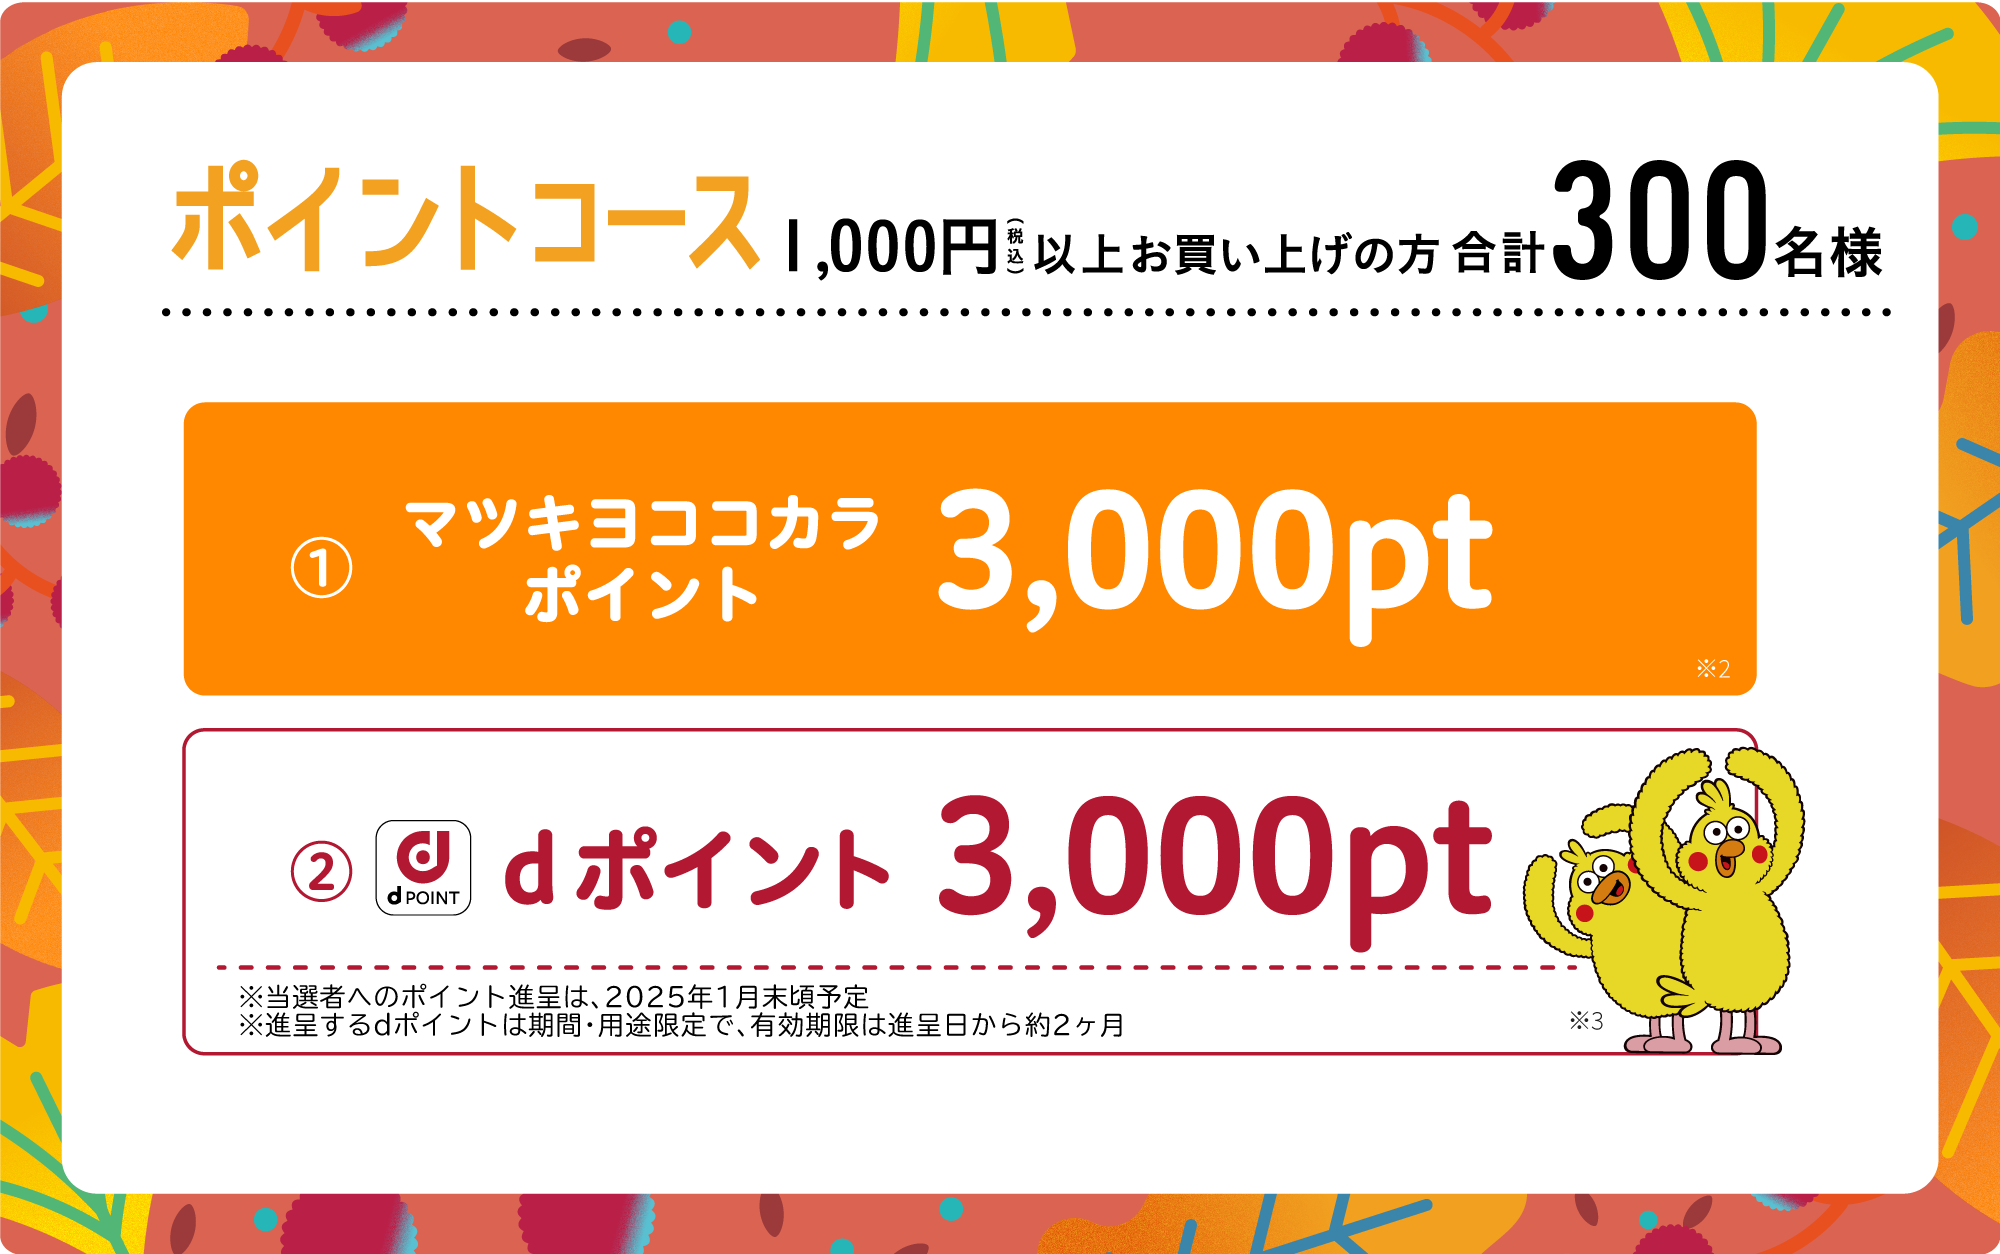 ポイントコース 1,000円(税込)以上お買い上げの方 合計300名様
① マツキヨココカラ
ポイント 3,000pt
※2
② d POINT dポイント 3,000pt
※当選者へのポイント進呈は、2025年1月末頃予定
※進呈するdポイントは期間・用途限定で、有効期限は進呈日から約2ヶ月
※3